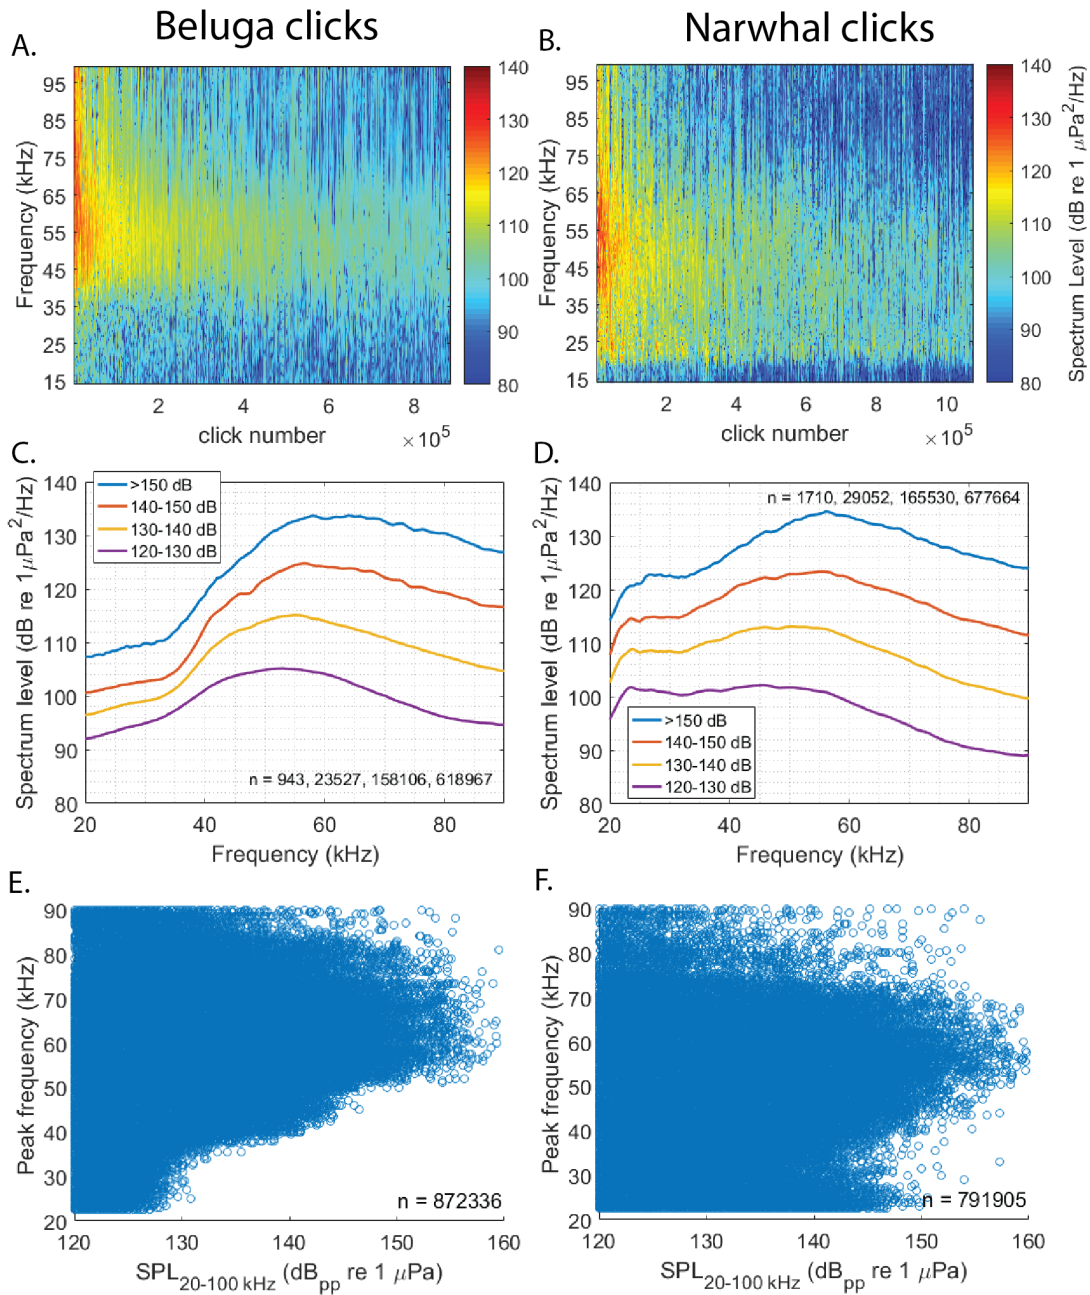 Beluga clicks
Narwhal clicks
A.
95
85
75
65
55
45
35
25
15
Frequency (kHz)
2
4
6
8
click number
×10^5
140
130
120
110
100
90
80
B.
95
85
75
65
55
45
35
25
15
Frequency (kHz)
2
4
6
8
10
click number
×10^5
140
130
120
110
100
90
80
Spectrum Level (dB re 1 μPa²/Hz)
C.
140
130
120
110
100
90
80
Spectrum level (dB re 1μPa²/Hz)
>150 dB
140-150 dB
130-140 dB
120-130 dB
n = 943, 23527, 158106, 618967
20
40
60
80
Frequency (kHz)
D.
140
130
120
110
100
90
80
Spectrum level (dB re 1μPa²/Hz)
n = 1710, 29052, 165530, 677664
>150 dB
140-150 dB
130-140 dB
120-130 dB
20
40
60
80
Frequency (kHz)
E.
90
80
70
60
50
40
30
20
Peak frequency (kHz)
n = 872336
120
130
140
150
160
SPL20-100 kHz (dBpp re 1 μPa)
F.
90
80
70
60
50
40
30
20
Peak frequency (kHz)
n = 791905
120
130
140
150
160
SPL20-100 kHz (dBpp re 1 μPa)